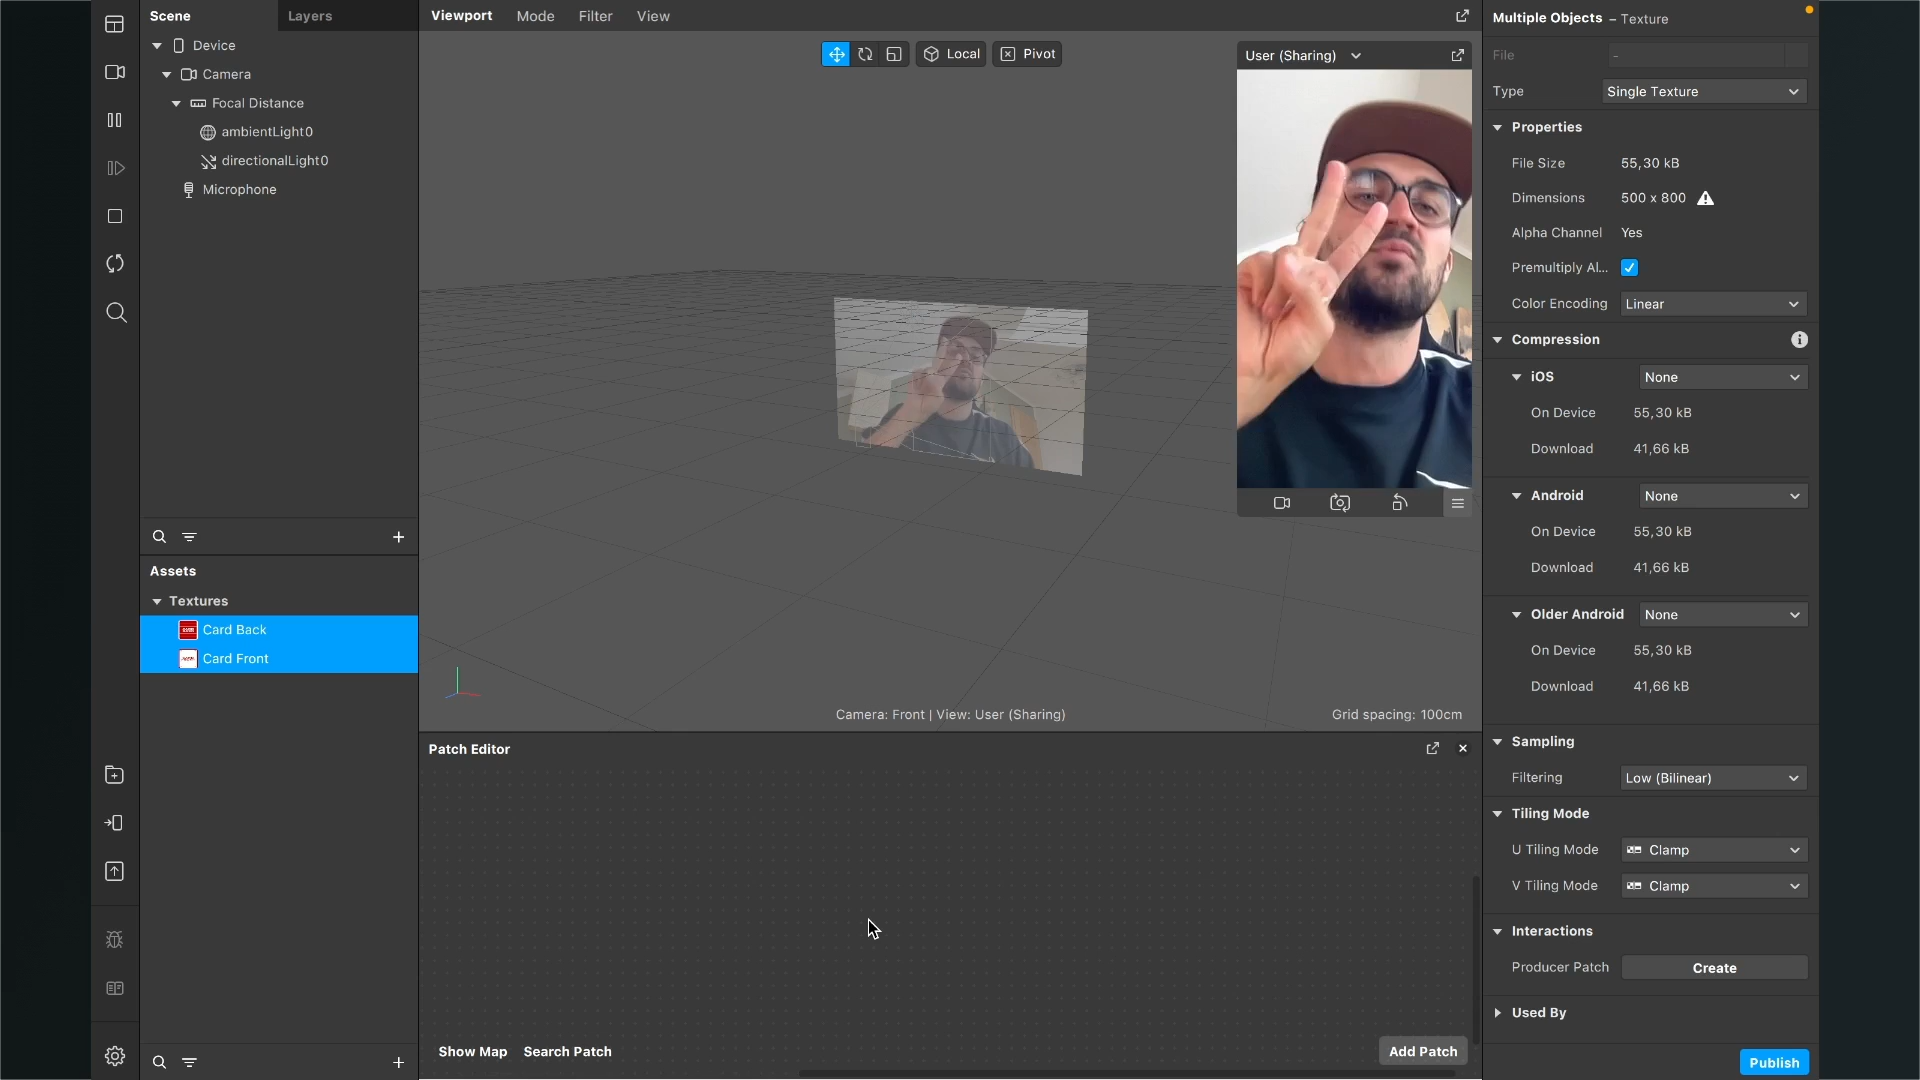 Scene
Layers
Device
Camera
Focal Distance
ambientLight0
directionalLight0
Microphone
Assets
Textures
Card Back
Card Front
Viewport Mode Filter View
Local
Pivot
User (Sharing)
Camera: Front | View: User (Sharing)
Grid spacing: 100cm
Patch Editor
Show Map
Search Patch
Add Patch
Multiple Objects – Texture
File -
Type Single Texture
Properties
File Size 55,30 kB
Dimensions 500 x 800
Alpha Channel Yes
Premultiply Al...
Color Encoding Linear
Compression
iOS None
On Device 55,30 kB
Download 41,66 kB
Android None
On Device 55,30 kB
Download 41,66 kB
Older Android None
On Device 55,30 kB
Download 41,66 kB
Sampling
Filtering Low (Bilinear)
Tiling Mode
U Tiling Mode Clamp
V Tiling Mode Clamp
Interactions
Producer Patch Create
Used By
Publish